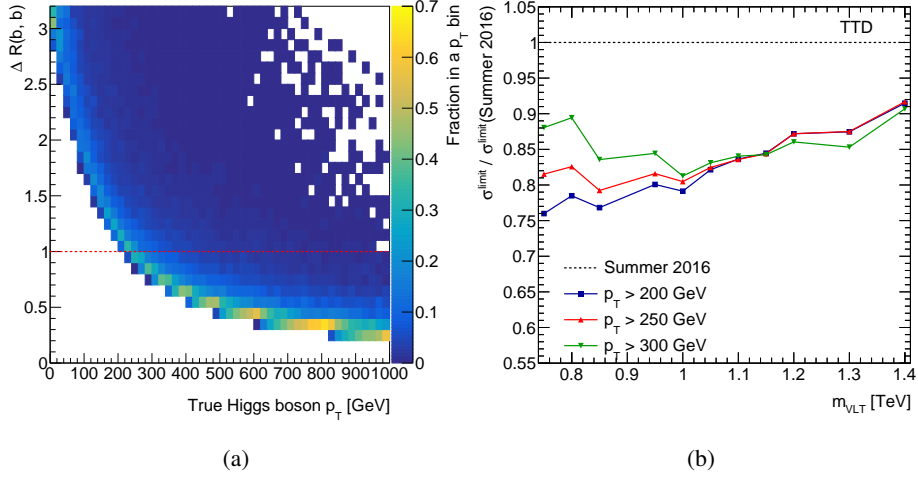 Δ R(b, b)
3
2.5
2
1.5
1
0.5
0
0 100 200 300 400 500 600 700 800 900 1000
True Higgs boson p_T [GeV]
0.7
0.6
0.5
0.4
0.3
0.2
0.1
0
Fraction in a p_T bin
(a)
σ^limit / σ^limit(Summer 2016)
1
0.95
0.9
0.85
0.8
0.75
0.7
0.65
0.6
0.55
TTD
Summer 2016
p_T > 200 GeV
p_T > 250 GeV
p_T > 300 GeV
0.8 0.9 1 1.1 1.2 1.3 1.4
m_VLT [TeV]
(b)